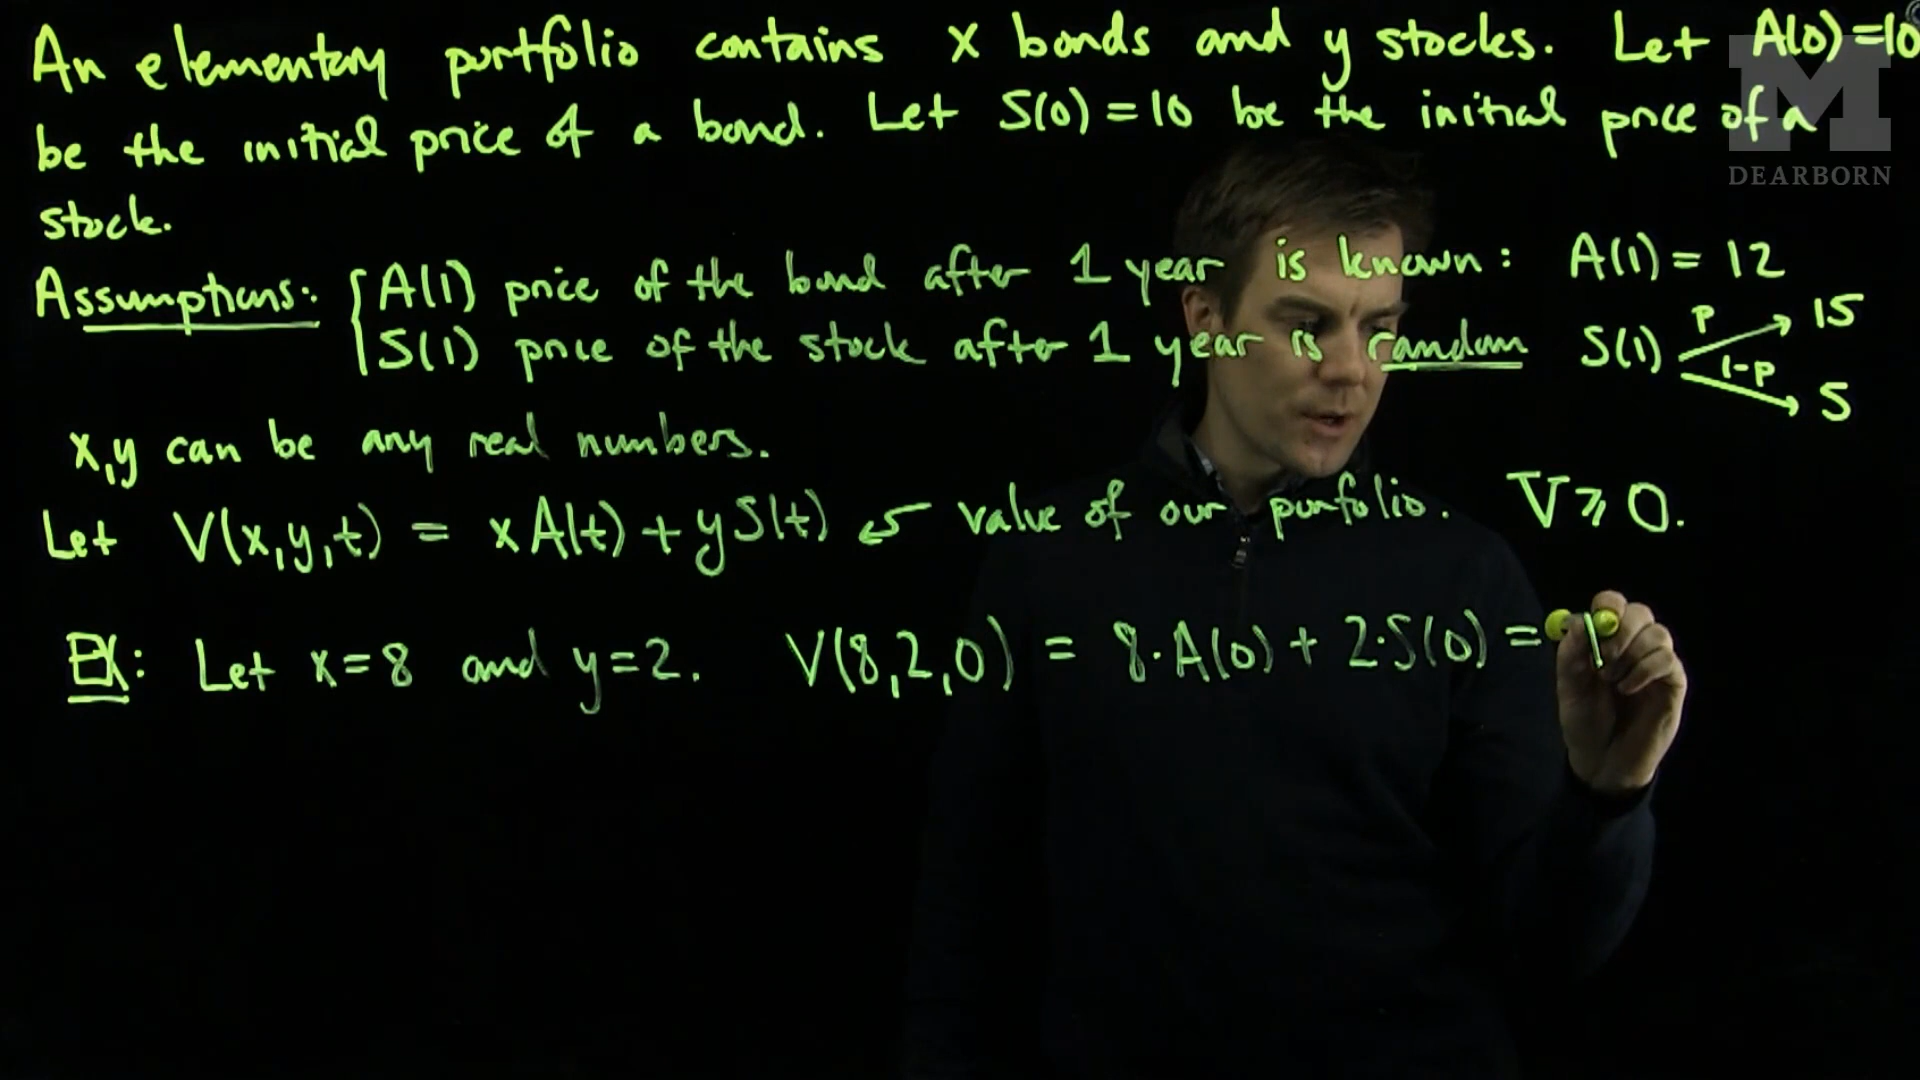 An elementary portfolio contains x bonds and y stocks. Let A(0)=10
be the initial price of a bond. Let S(0) = 10 be the initial price of a
stock.
Assumptions: { A(1) price of the bond after 1 year is known: A(1) = 12
S(1) price of the stock after 1 year is random S(1) p 15
1-p 5
x,y can be any real numbers.
Let V(x,y,t) = xA(t) + yS(t) ← value of our porfolio. V ≥ 0.
EX: Let x=8 and y=2. V(8,2,0) = 8·A(0) + 2·S(0) = 1
M
DEARBORN